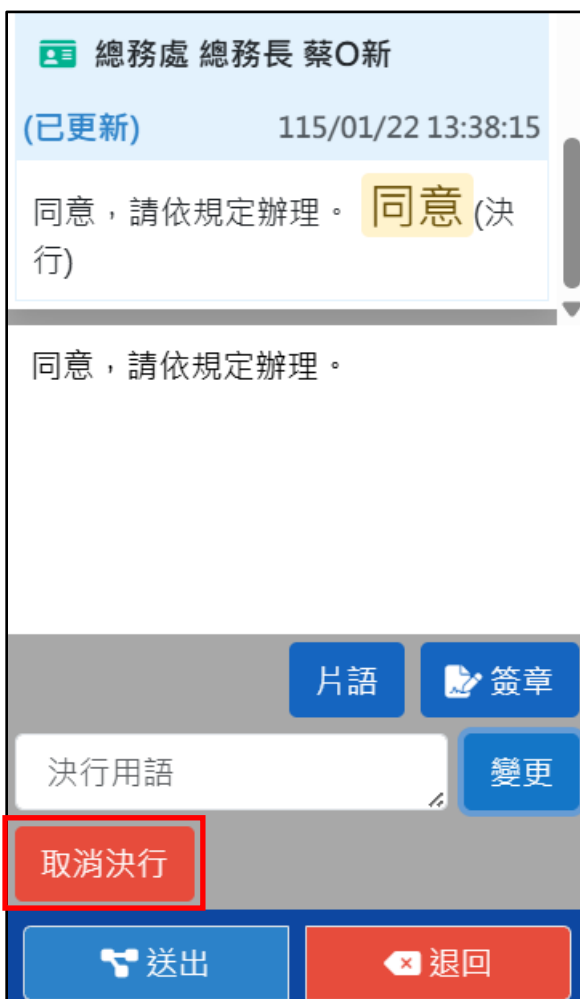 總務處 總務長 蔡O新
(已更新) 115/01/22 13:38:15
同意，請依規定辦理。 同意 (決
行)
同意，請依規定辦理。
片語 簽章
決行用語 變更
取消決行
送出 退回